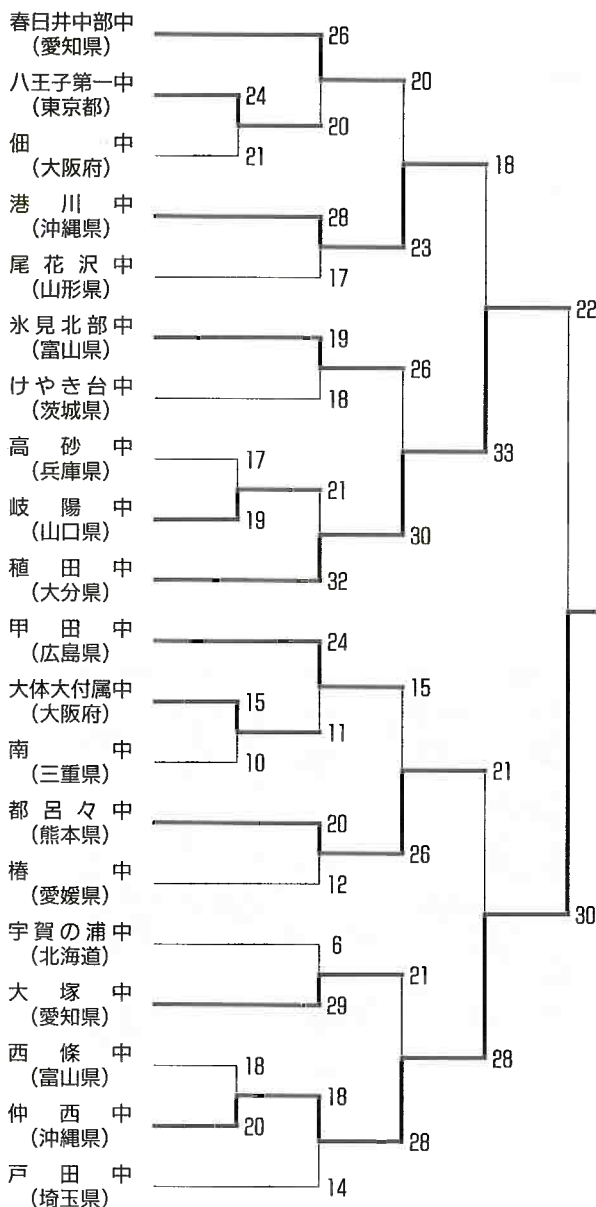 春日井中部中
(愛知県)
八王子第一中
(東京都)
佃中
(大阪府)
港川中
(沖縄県)
尾花沢中
(山形県)
氷見北部中
(富山県)
けやき台中
(茨城県)
高砂中
(兵庫県)
岐陽中
(山口県)
稙田中
(大分県)
甲田中
(広島県)
大体大付属中
(大阪府)
南中
(三重県)
都呂々中
(熊本県)
椿中
(愛媛県)
宇賀の浦中
(北海道)
大塚中
(愛知県)
西條中
(富山県)
仲西中
(沖縄県)
戸田中
(埼玉県)
24
21
17
19
15
10
18
20
26
20
28
17
19
18
21
32
24
11
20
12
6
29
18
14
20
23
26
30
15
26
21
28
18
33
21
28
22
30